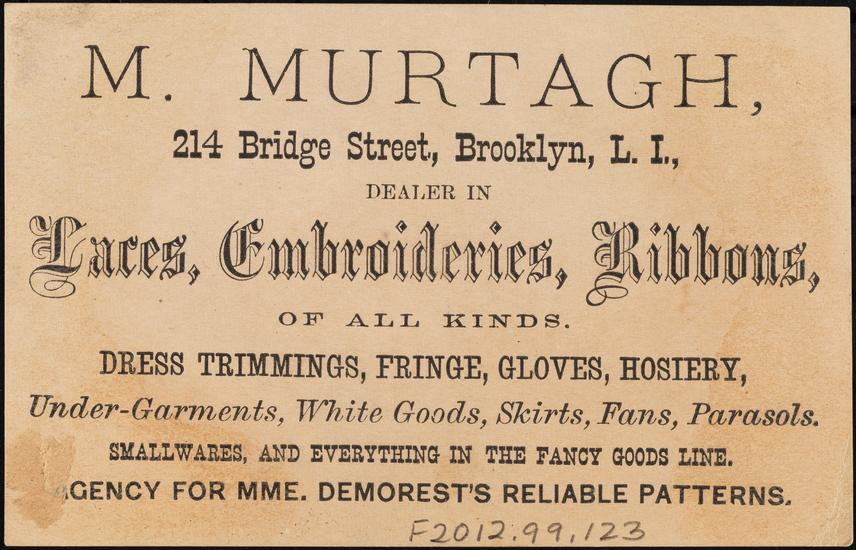 M. MURTAGH,
214 Bridge Street, Brooklyn, L. I.,
DEALER IN
Laces, Embroideries, Ribbons,
OF ALL KINDS.
DRESS TRIMMINGS, FRINGE, GLOVES, HOSIERY,
Under-Garments, White Goods, Skirts, Fans, Parasols.
SMALLWARES, AND EVERYTHING IN THE FANCY GOODS LINE.
AGENCY FOR MME. DEMOREST'S RELIABLE PATTERNS.
F2012.99.123